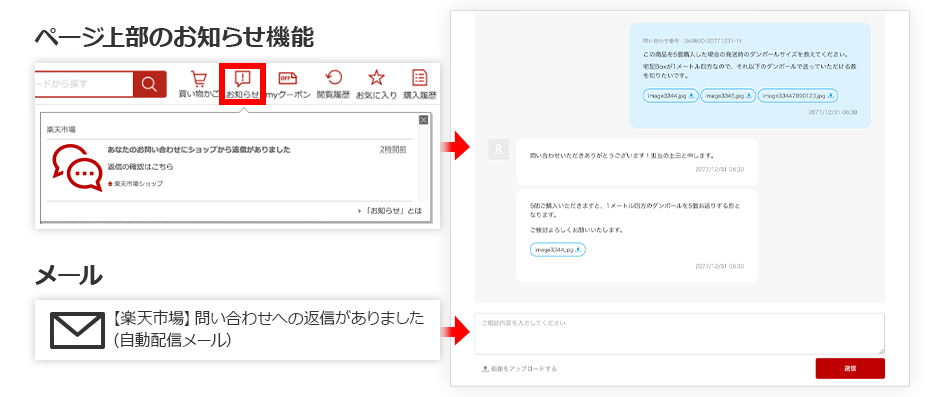 ページ上部のお知らせ機能
ードから探す
買い物かご
お知らせ
myクーポン
閲覧履歴
お気に入り
購入履歴
楽天市場
あなたのお問い合わせにショップから返信がありました
2時間前
返信の確認はこちら
楽天市場ショップ
「お知らせ」とは
メール
【楽天市場】問い合わせへの返信がありました
（自動配信メール）
問い合わせ番号：349920-20771231-11
この商品を5個購入した場合の発送時のダンボールサイズを教えてください。
宅配Boxが1メートル四方なので、それ以下のダンボールで送っていただける数
を知りたいです。
image3344.jpg
image3345.jpg
image33447890123.jpg
2077/12/31 06:30
R
問い合わせいただきありがとうございます！担当の土田と申します。
2077/12/31 06:30
5個ご購入いただきますと、1メートル四方のダンボールを5個お送りする形と
なります。
ご検討よろしくお願いいたします。
image3344.jpg
2077/12/31 06:30
ご相談内容を入力してください
画像をアップロードする
送信